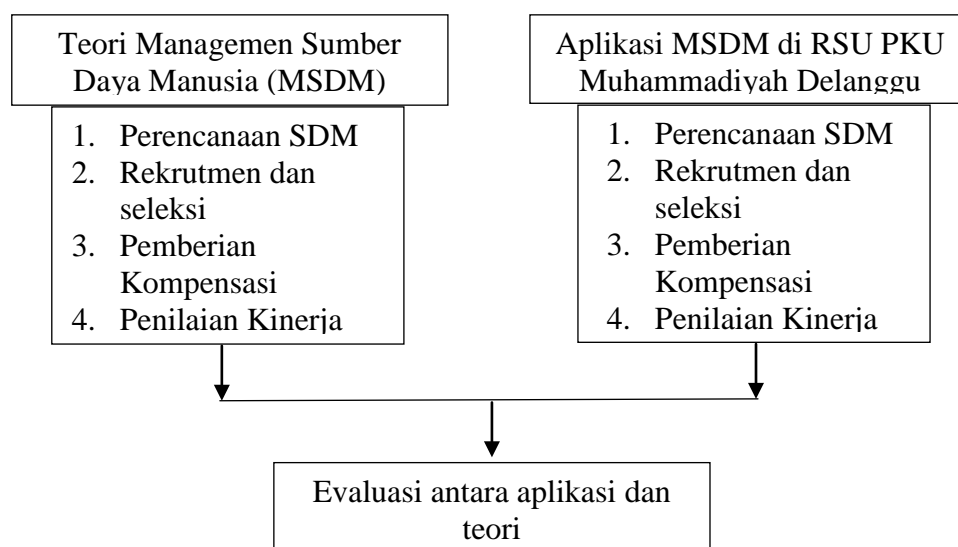 Teori Managemen Sumber
Daya Manusia (MSDM)
1. Perencanaan SDM
2. Rekrutmen dan
seleksi
3. Pemberian
Kompensasi
4. Penilaian Kinerja
Aplikasi MSDM di RSU PKU
Muhammadiyah Delanggu
1. Perencanaan SDM
2. Rekrutmen dan
seleksi
3. Pemberian
Kompensasi
4. Penilaian Kinerja
Evaluasi antara aplikasi dan
teori